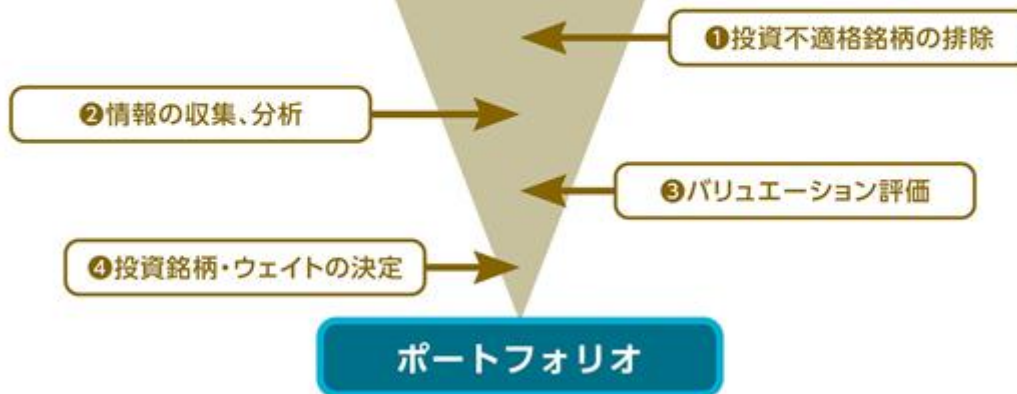 ❶投資不適格銘柄の排除
❷情報の収集、分析
❸バリュエーション評価
❹投資銘柄・ウェイトの決定
ポートフォリオ